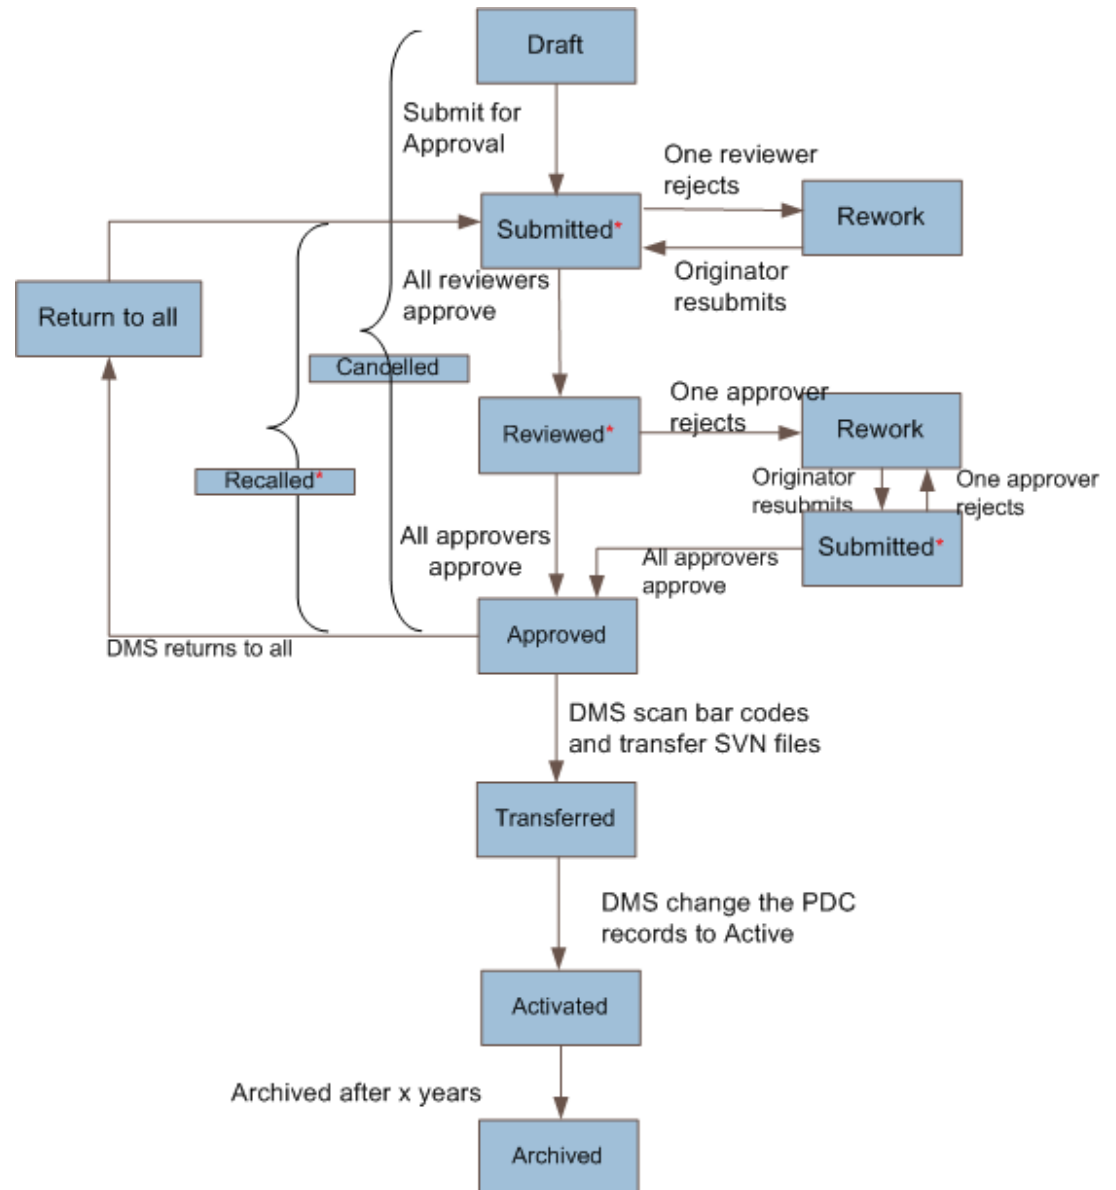 Draft
Submit for
Approval
One reviewer
rejects
Submitted*
Rework
Originator
resubmits
All reviewers
approve
Return to all
Cancelled
One approver
rejects
Reviewed*
Rework
Recalled*
Originator
resubmits
One approver
rejects
Submitted*
All approvers
approve
All approvers
approve
Approved
DMS returns to all
DMS scan bar codes
and transfer SVN files
Transferred
DMS change the PDC
records to Active
Activated
Archived after x years
Archived